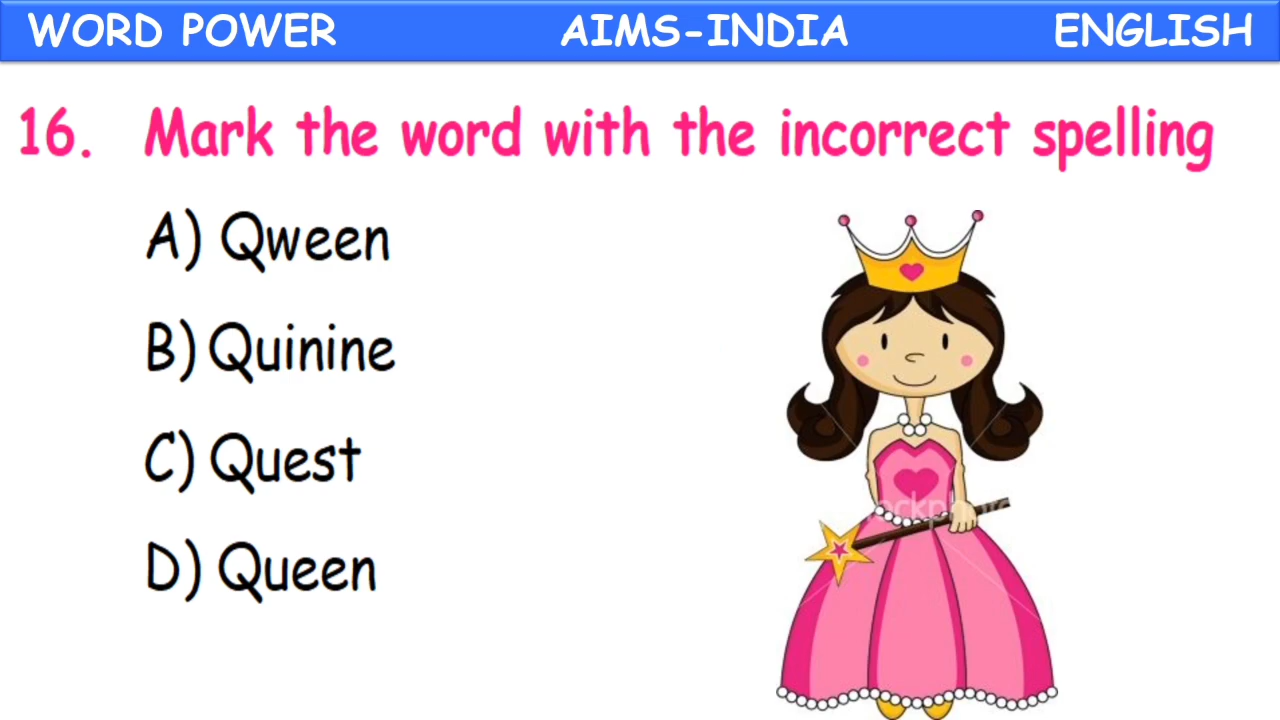 WORD POWER AIMS-INDIA ENGLISH
16. Mark the word with the incorrect spelling
A) Qween
B) Quinine
C) Quest
D) Queen